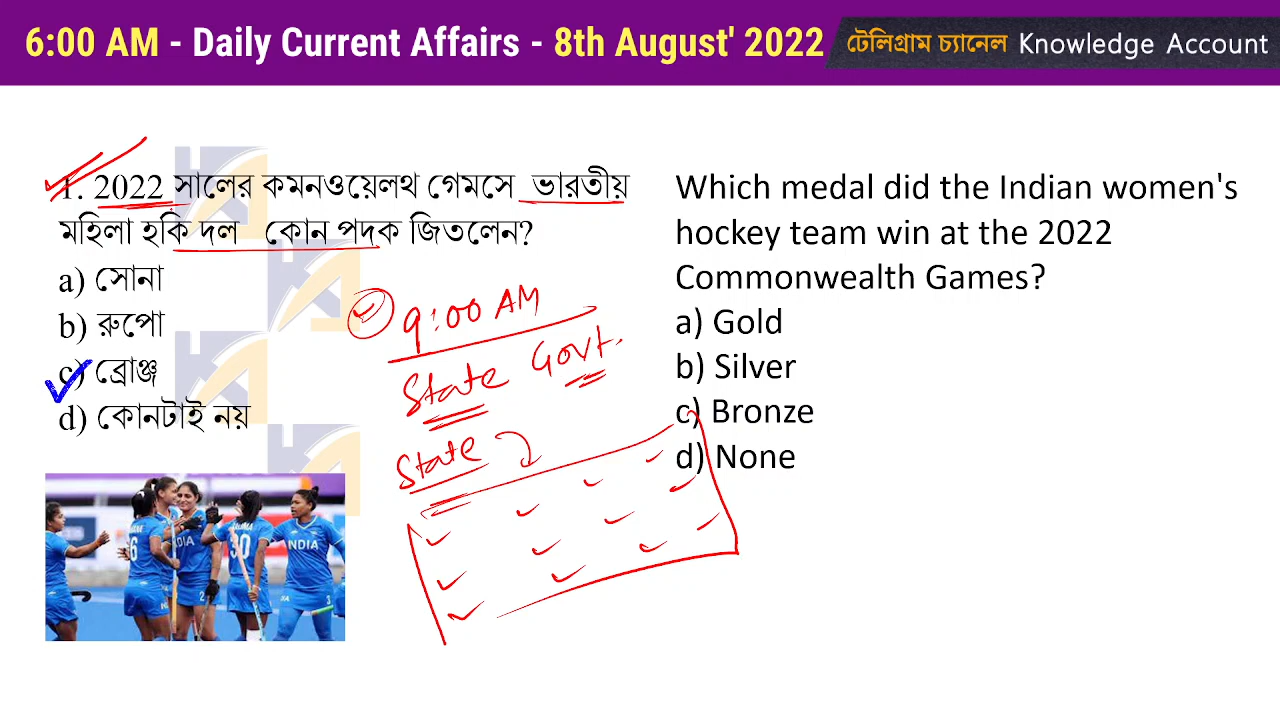 6:00 AM - Daily Current Affairs - 8th August' 2022
টেলিগ্রাম চ্যানেল Knowledge Account
1. 2022 সালের কমনওয়েলথ গেমসে ভারতীয়
মহিলা হকি দল কোন পদক জিতলেন?
a) সোনা
b) রুপো
c) ব্রোঞ্জ
d) কোনটাই নয়
9:00 AM
State Govt.
State
Which medal did the Indian women's
hockey team win at the 2022
Commonwealth Games?
a) Gold
b) Silver
c) Bronze
d) None
INDIA
30
INDIA